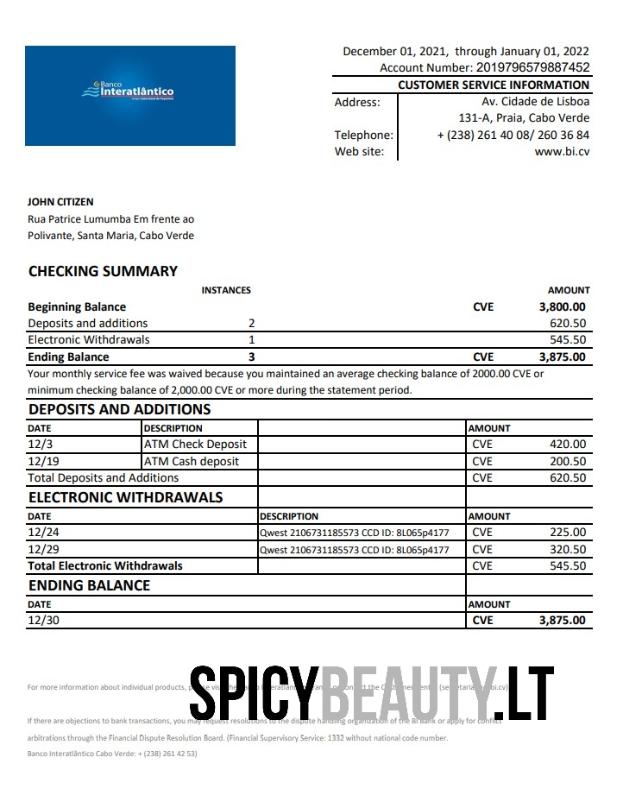 December 01, 2021, through January 01, 2022
Account Number: 2019796579887452
Banco
Interatlântico
CUSTOMER SERVICE INFORMATION
Address: Av. Cidade de Lisboa
131-A, Praia, Cabo Verde
Telephone: + (238) 261 40 08/ 260 36 84
Web site: www.bi.cv
JOHN CITIZEN
Rua Patrice Lumumba Em frente ao
Polivante, Santa Maria, Cabo Verde
CHECKING SUMMARY
INSTANCES AMOUNT
Beginning Balance CVE 3,800.00
Deposits and additions 2 620.50
Electronic Withdrawals 1 545.50
Ending Balance 3 CVE 3,875.00
Your monthly service fee was waived because you maintained an average checking balance of 2000.00 CVE or
minimum checking balance of 2,000.00 CVE or more during the statement period.
DEPOSITS AND ADDITIONS
DATE DESCRIPTION AMOUNT
12/3 ATM Check Deposit CVE 420.00
12/19 ATM Cash deposit CVE 200.50
Total Deposits and Additions CVE 620.50
ELECTRONIC WITHDRAWALS
DATE DESCRIPTION AMOUNT
12/24 Qwest 2106731185573 CCD ID: 8L065p4177 CVE 225.00
12/29 Qwest 2106731185573 CCD ID: 8L065p4177 CVE 320.50
Total Electronic Withdrawals CVE 545.50
ENDING BALANCE
DATE AMOUNT
12/30 CVE 3,875.00
SPICYBEAUTY.LT
For more information about individual products,
If there are objections to bank transactions, you may request resolutions to the dispute handling organization of the BI Bank or apply for conflict
arbitrations through the Financial Dispute Resolution Board. (Financial Supervisory Service: 1332 without national code number.
Banco Interatlântico Cabo Verde: + (238) 261 42 53)